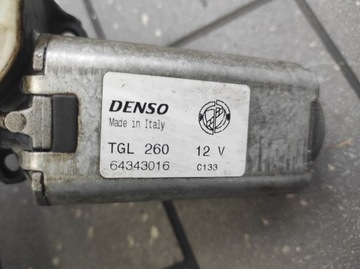 DENSO
Made in Italy
TGL 260 12 V
64343016 C133